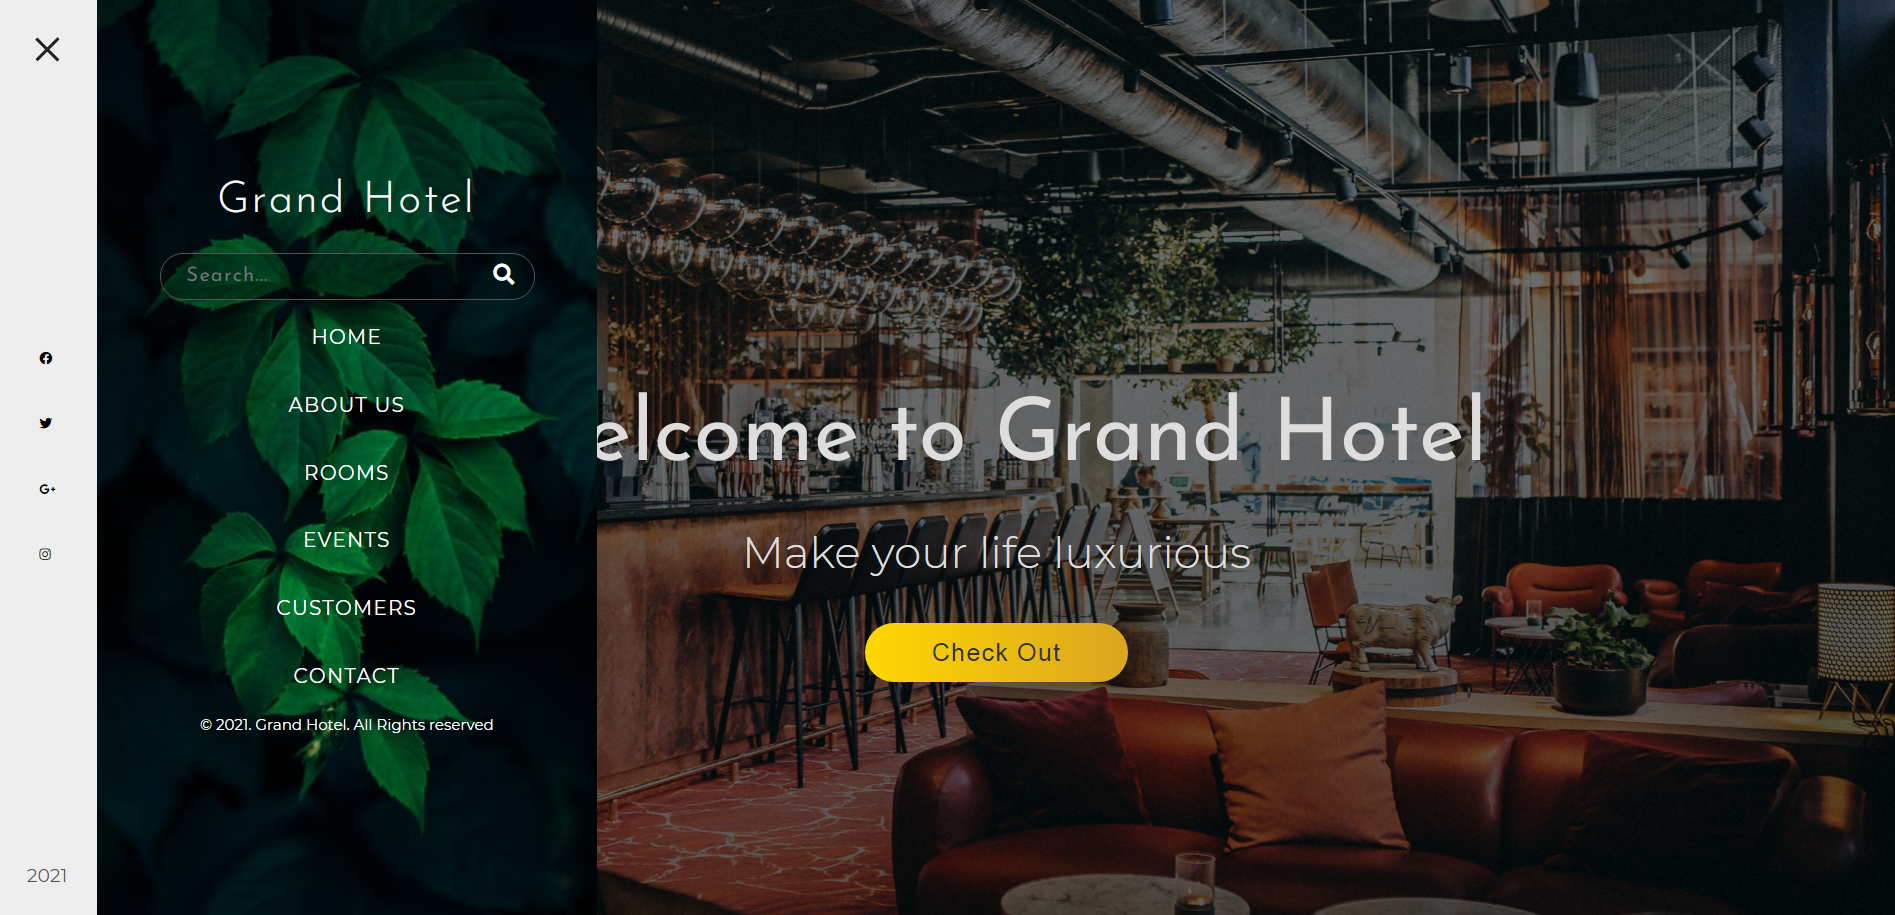 Grand Hotel
Search...
HOME
ABOUT US
ROOMS
EVENTS
CUSTOMERS
CONTACT
© 2021. Grand Hotel. All Rights reserved
2021
elcome to Grand Hotel
Make your life luxurious
Check Out